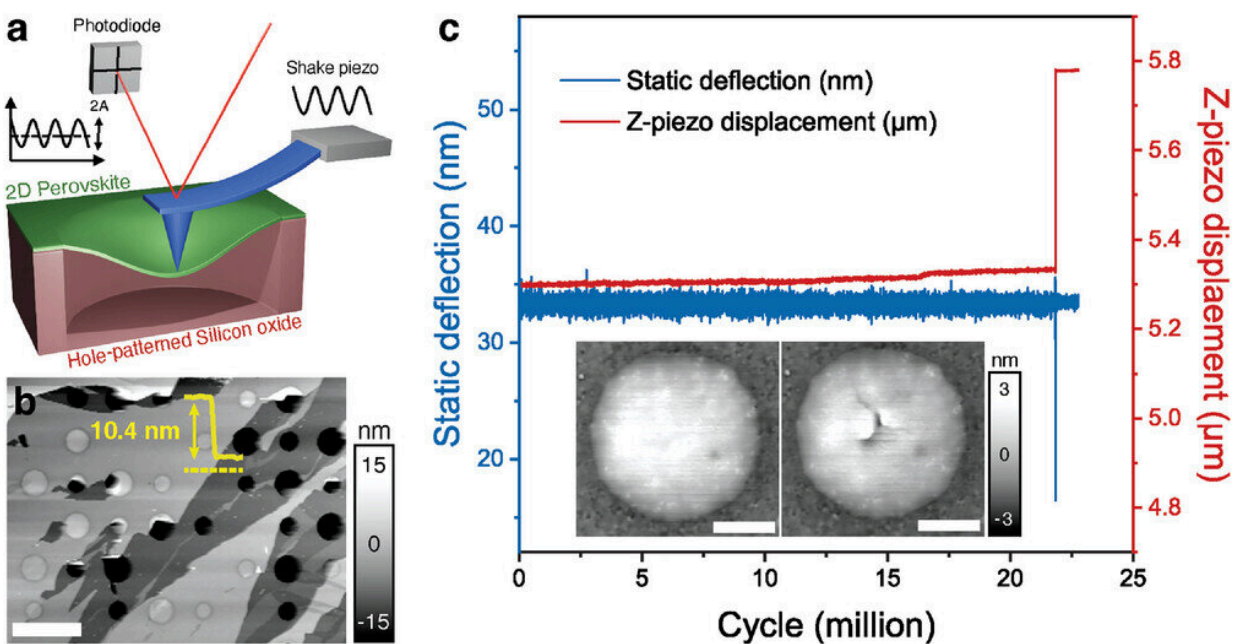 a
Photodiode
2A
Shake piezo
2D Perovskite
Hole-patterned Silicon oxide
b
10.4 nm
nm
15
0
-15
c
Static deflection (nm)
Z-piezo displacement (µm)
Static deflection (nm)
50
40
30
20
Z-piezo displaement (µm)
5.8
5.6
5.4
5.2
5.0
4.8
nm
3
0
-3
0
5
10
15
20
25
Cycle (million)